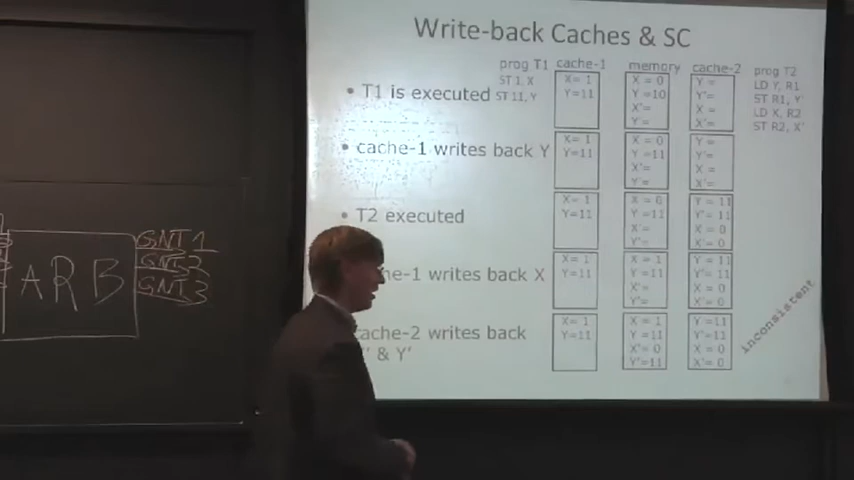 Write-back Caches & SC
prog T1 cache-1 memory cache-2 prog T2
• T1 is executed
ST 1, X
ST 11, Y
X= 1
Y=11
X = 0
Y =10
X'=
Y'=
Y =
Y'=
X =
X'=
LD Y, R1
ST R1, Y'
LD X, R2
ST R2, X'
• cache-1 writes back Y
X= 1
Y=11
X = 0
Y =11
X'=
Y'=
Y =
Y'=
X =
X'=
• T2 executed
X= 1
Y=11
X = 0
Y =11
X'=
Y'=
Y = 11
Y'= 11
X = 0
X'= 0
he-1 writes back X
X= 1
Y=11
X = 1
Y =11
X'=
Y'=
Y = 11
Y'= 11
X = 0
X'= 0
cache-2 writes back
' & Y'
X= 1
Y=11
X = 1
Y =11
X'= 0
Y'=11
Y =11
Y'=11
X = 0
X'= 0
inconsistent
ARB
GNT1
GNT2
GNT3